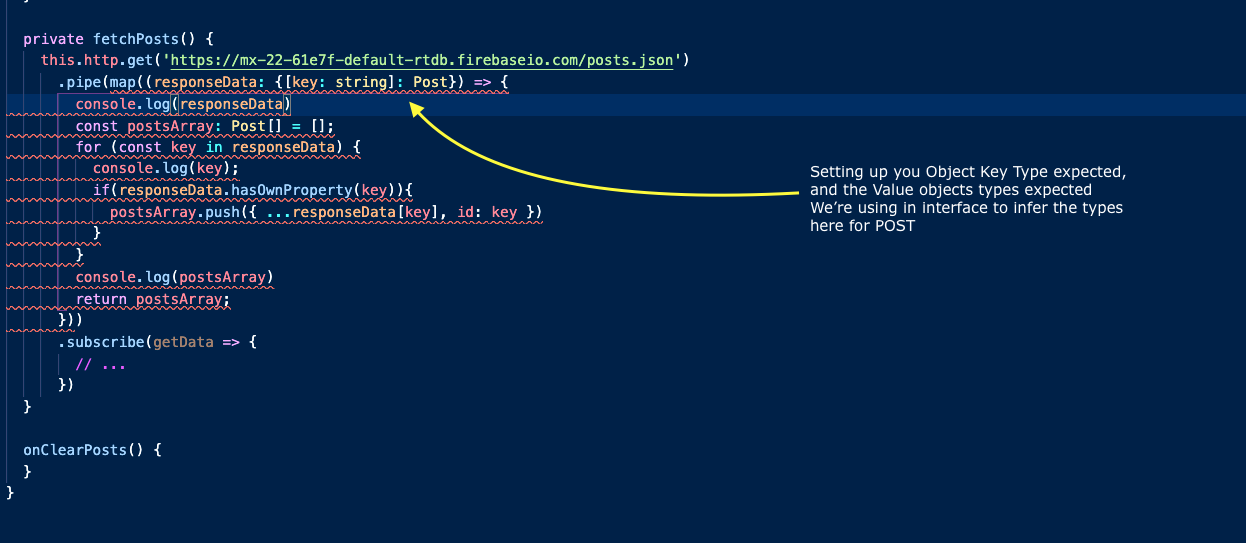 private fetchPosts() {
this.http.get('https://mx-22-61e7f-default-rtdb.firebaseio.com/posts.json')
.pipe(map((responseData: {[key: string]: Post}) => {
console.log(responseData)
const postsArray: Post[] = [];
for (const key in responseData) {
console.log(key);
if(responseData.hasOwnProperty(key)){
postsArray.push({ ...responseData[key], id: key })
}
}
console.log(postsArray)
return postsArray;
}))
.subscribe(getData => {
// ...
})
}
onClearPosts() {
}
}
Setting up you Object Key Type expected,
and the Value objects types expected
We’re using in interface to infer the types
here for POST